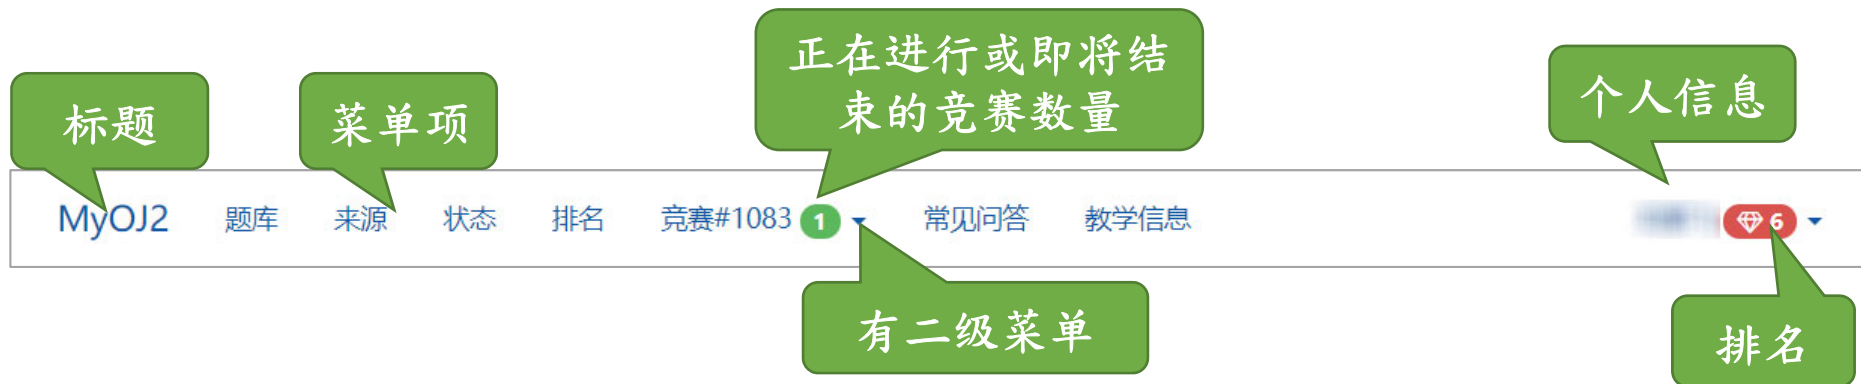 正在进行或即将结
束的竞赛数量
标题
菜单项
个人信息
MyOJ2 题库 来源 状态 排名 竞赛#1083 1 常见问答 教学信息 6
有二级菜单
排名